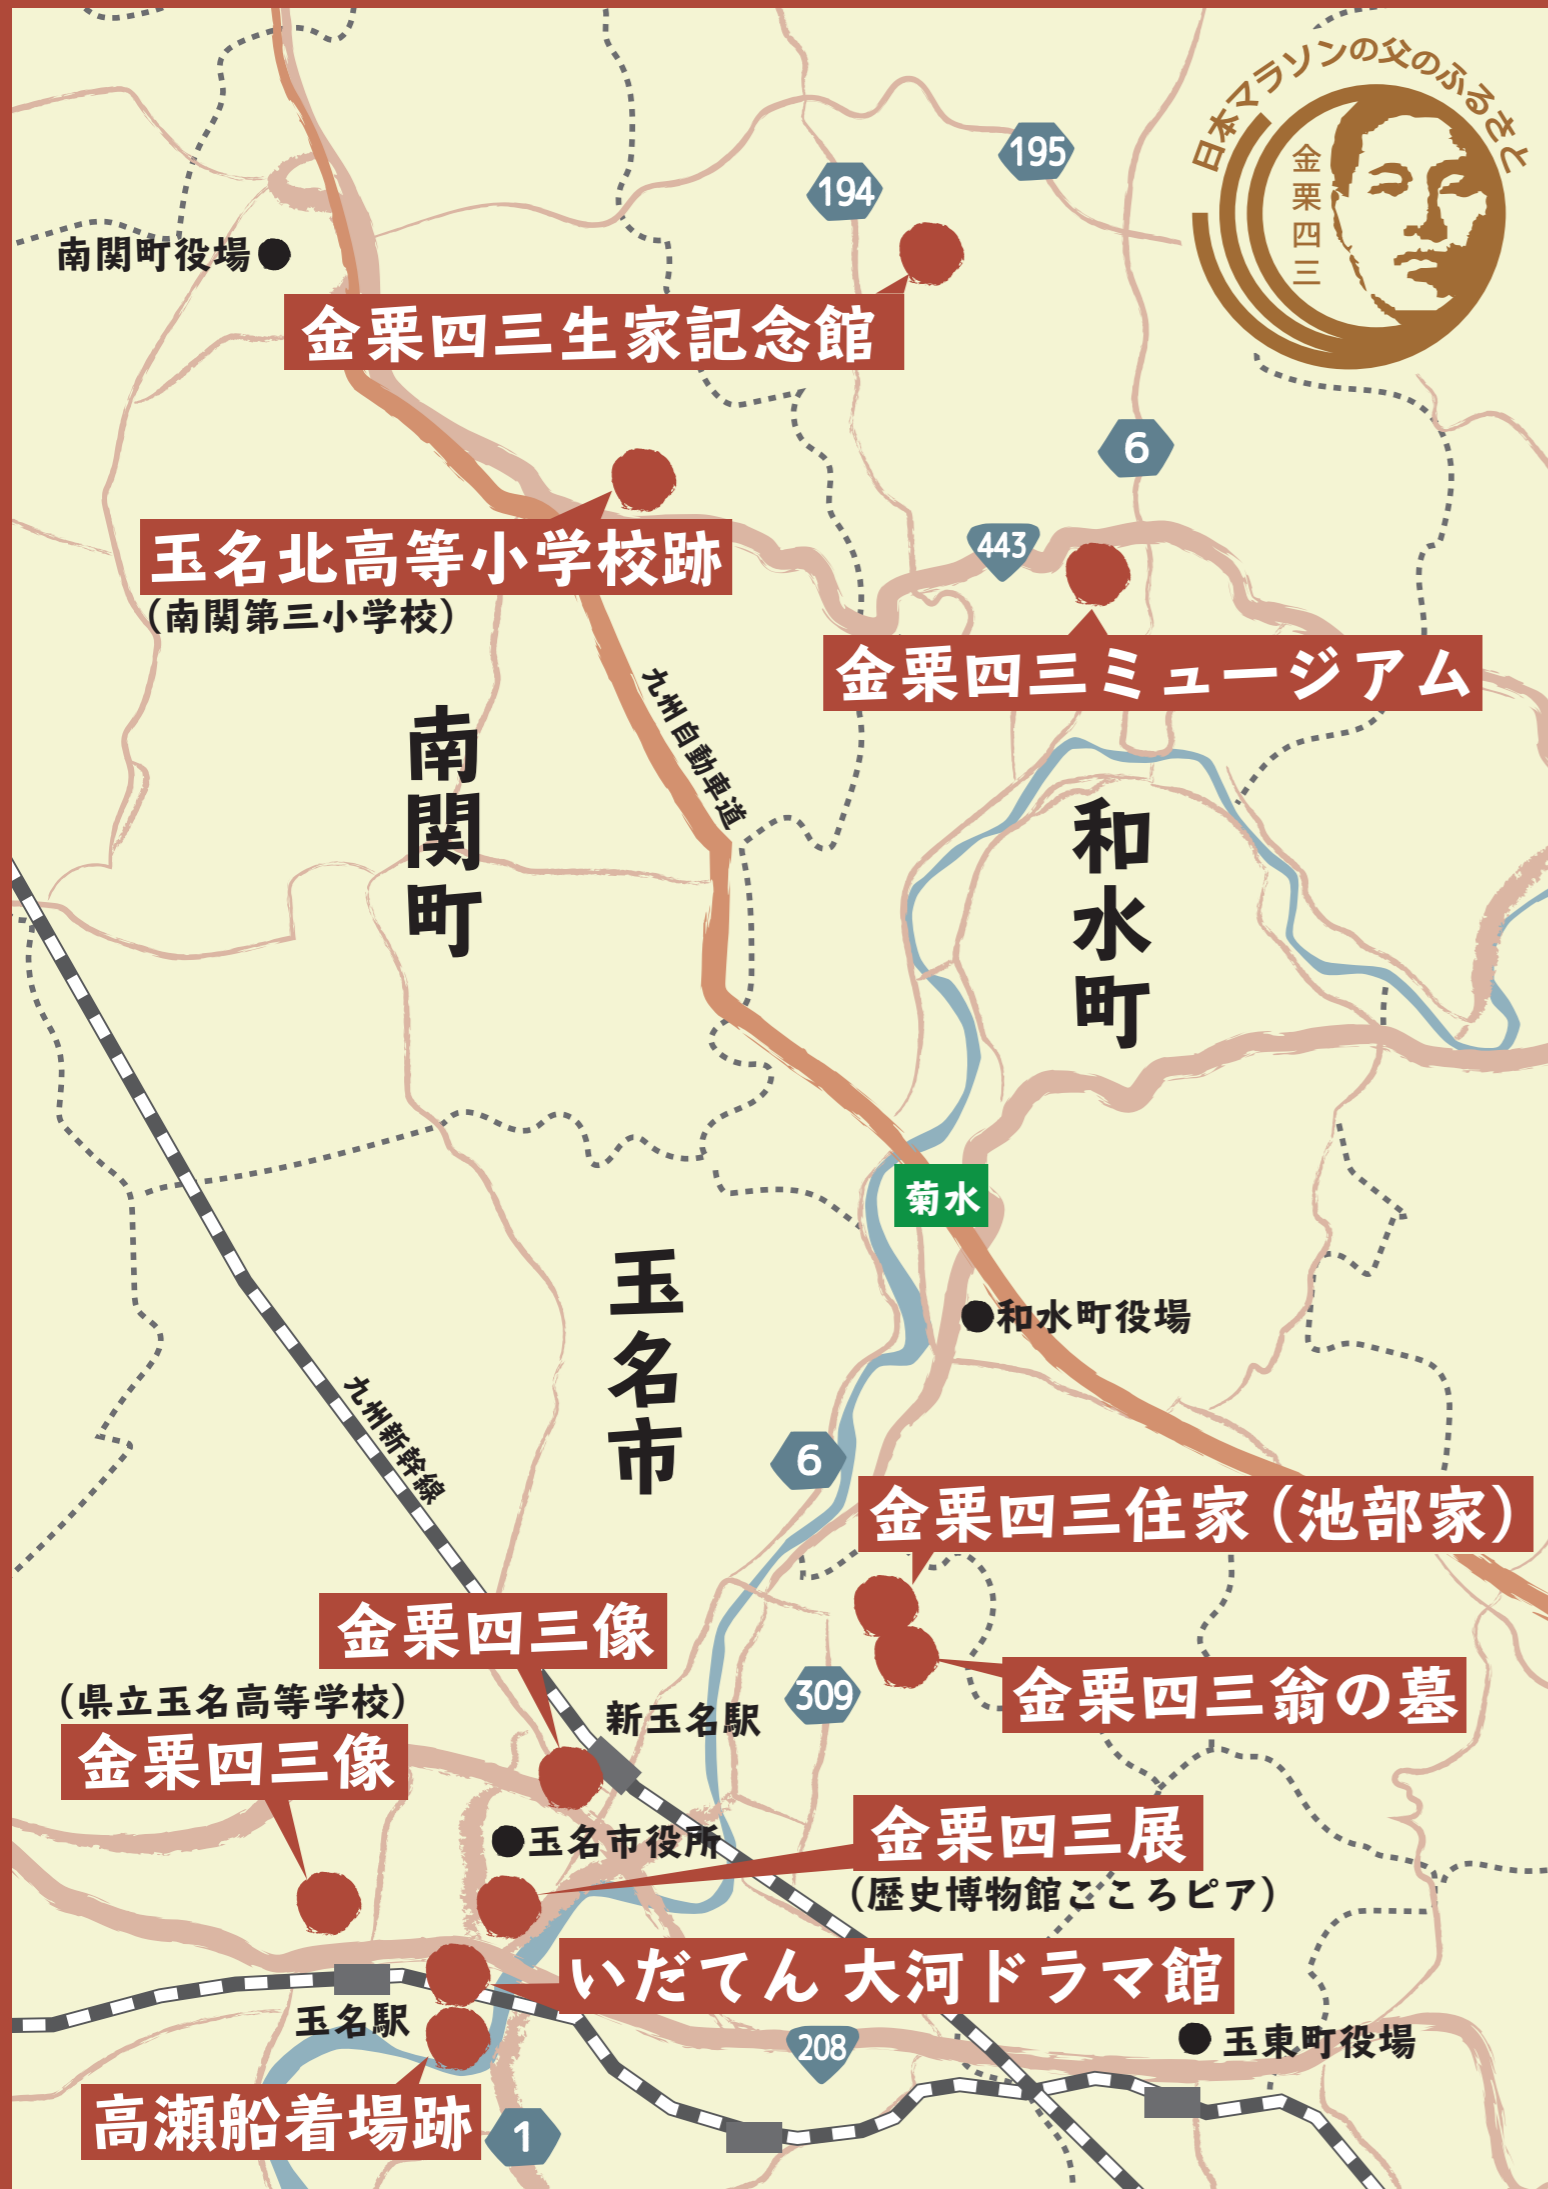 日本マラソンの父のふるさと
金栗四三
195
194
南関町役場
金栗四三生家記念館
6
443
玉名北高等小学校跡
(南関第三小学校)
金栗四三ミュージアム
九州自動車道
南関町
和水町
菊水
和水町役場
玉名市
九州新幹線
6
金栗四三住家(池部家)
金栗四三像
金栗四三翁の墓
309
新玉名駅
(県立玉名高等学校)
金栗四三像
玉名市役所
金栗四三展
(歴史博物館こころピア)
いだてん 大河ドラマ館
玉名駅
208
玉東町役場
高瀬船着場跡
1